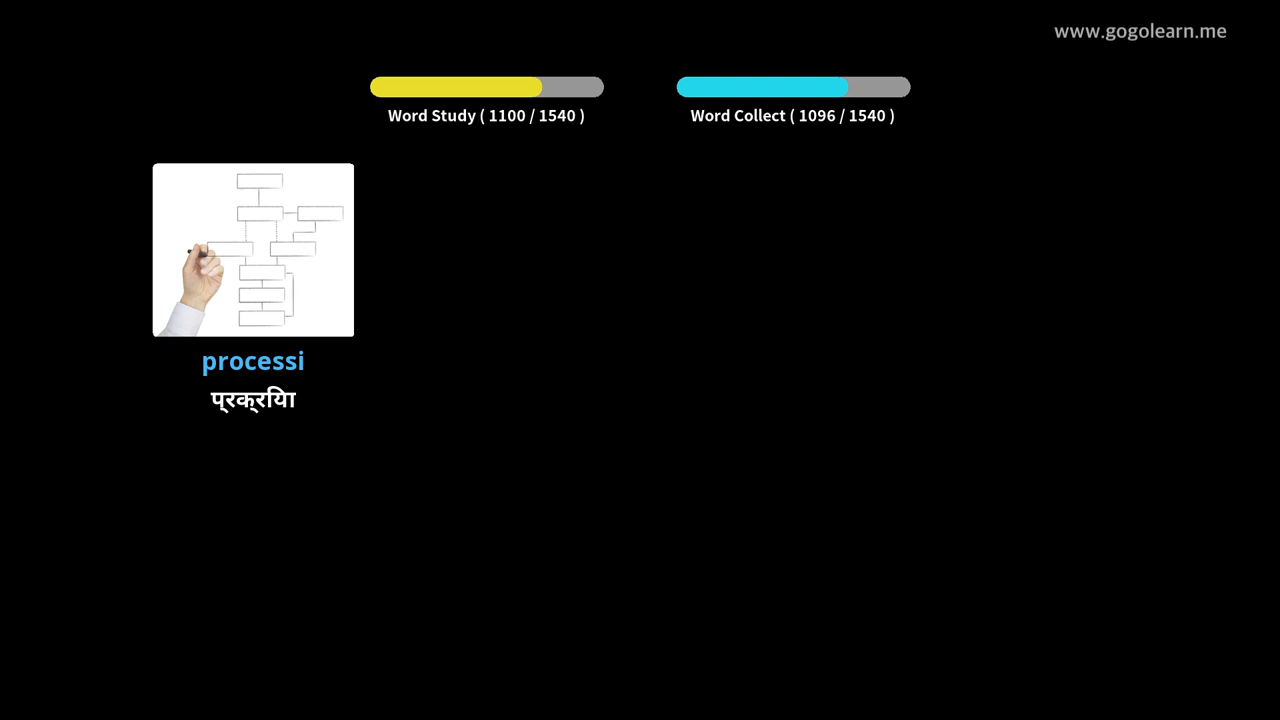 www.gogolearn.me
Word Study ( 1100 / 1540 )
Word Collect ( 1096 / 1540 )
processi
प्रक्रिया